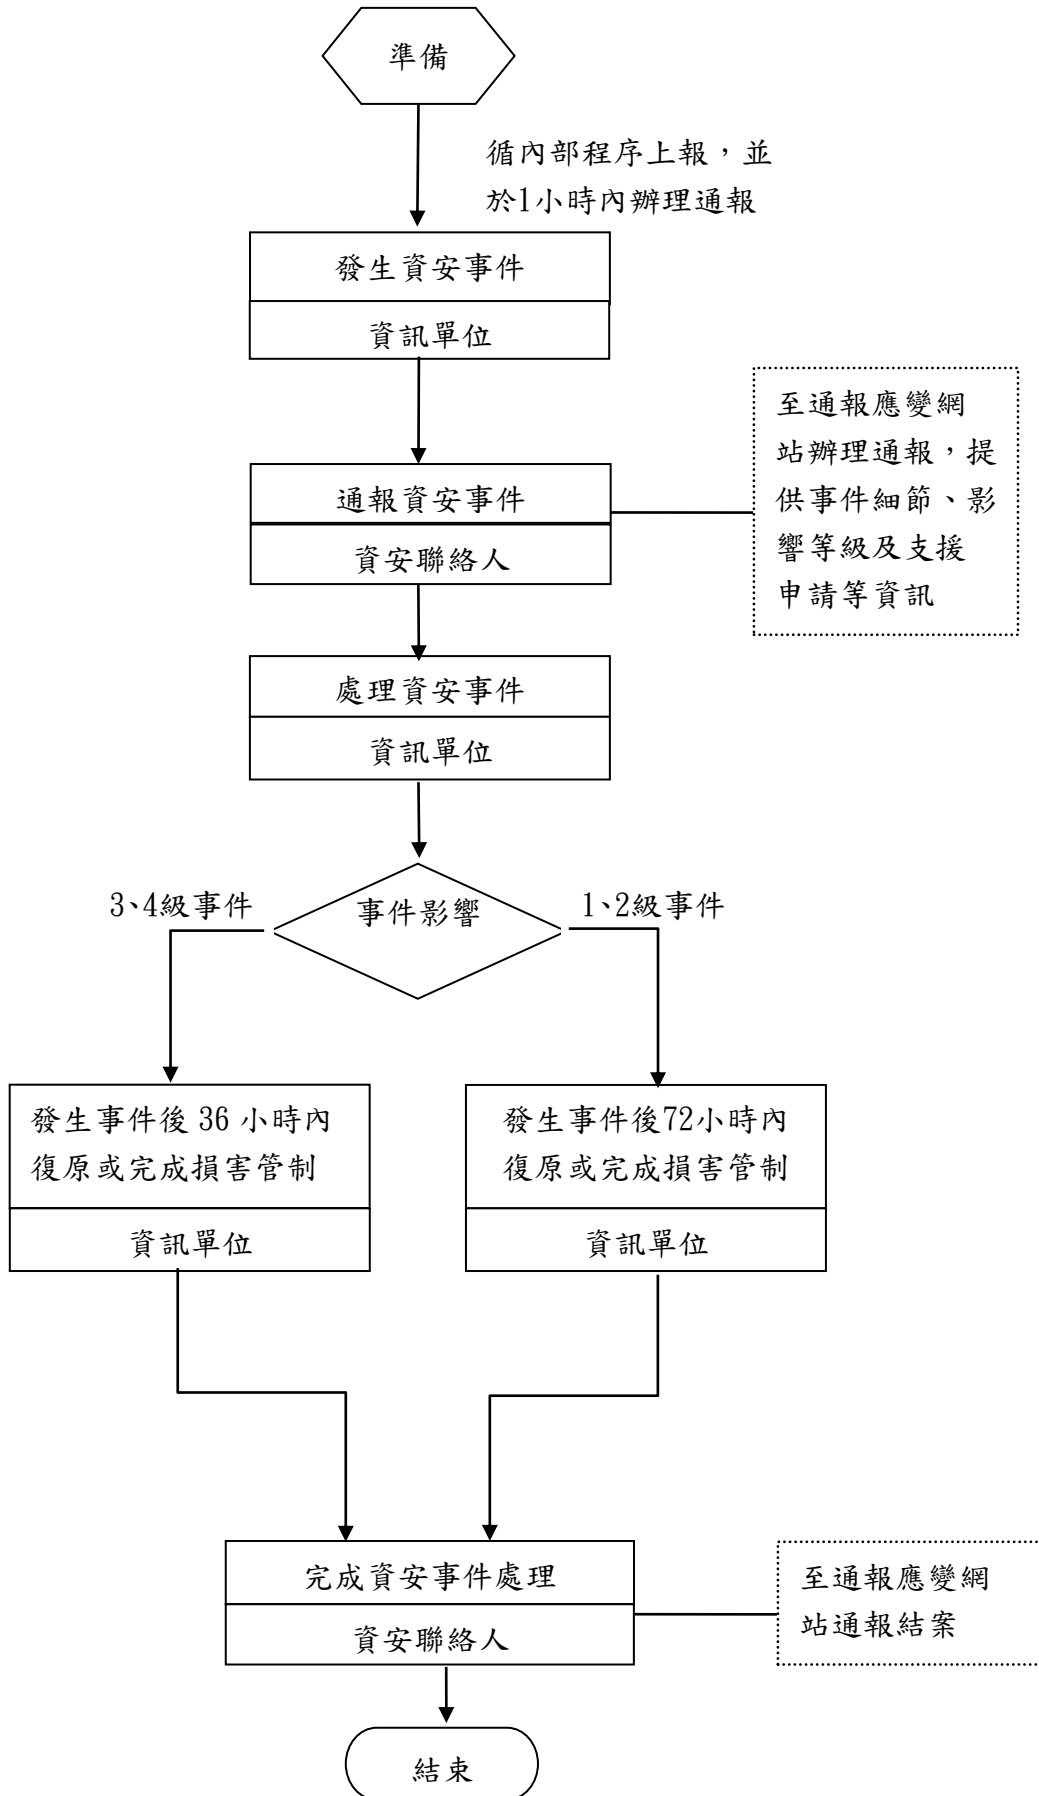 準備
循內部程序上報，並
於1小時內辦理通報
發生資安事件
資訊單位
通報資安事件
資安聯絡人
至通報應變網
站辦理通報，提
供事件細節、影
響等級及支援
申請等資訊
處理資安事件
資訊單位
事件影響
3、4級事件
1、2級事件
發生事件後 36 小時內
復原或完成損害管制
資訊單位
發生事件後72小時內
復原或完成損害管制
資訊單位
完成資安事件處理
資安聯絡人
至通報應變網
站通報結案
結束